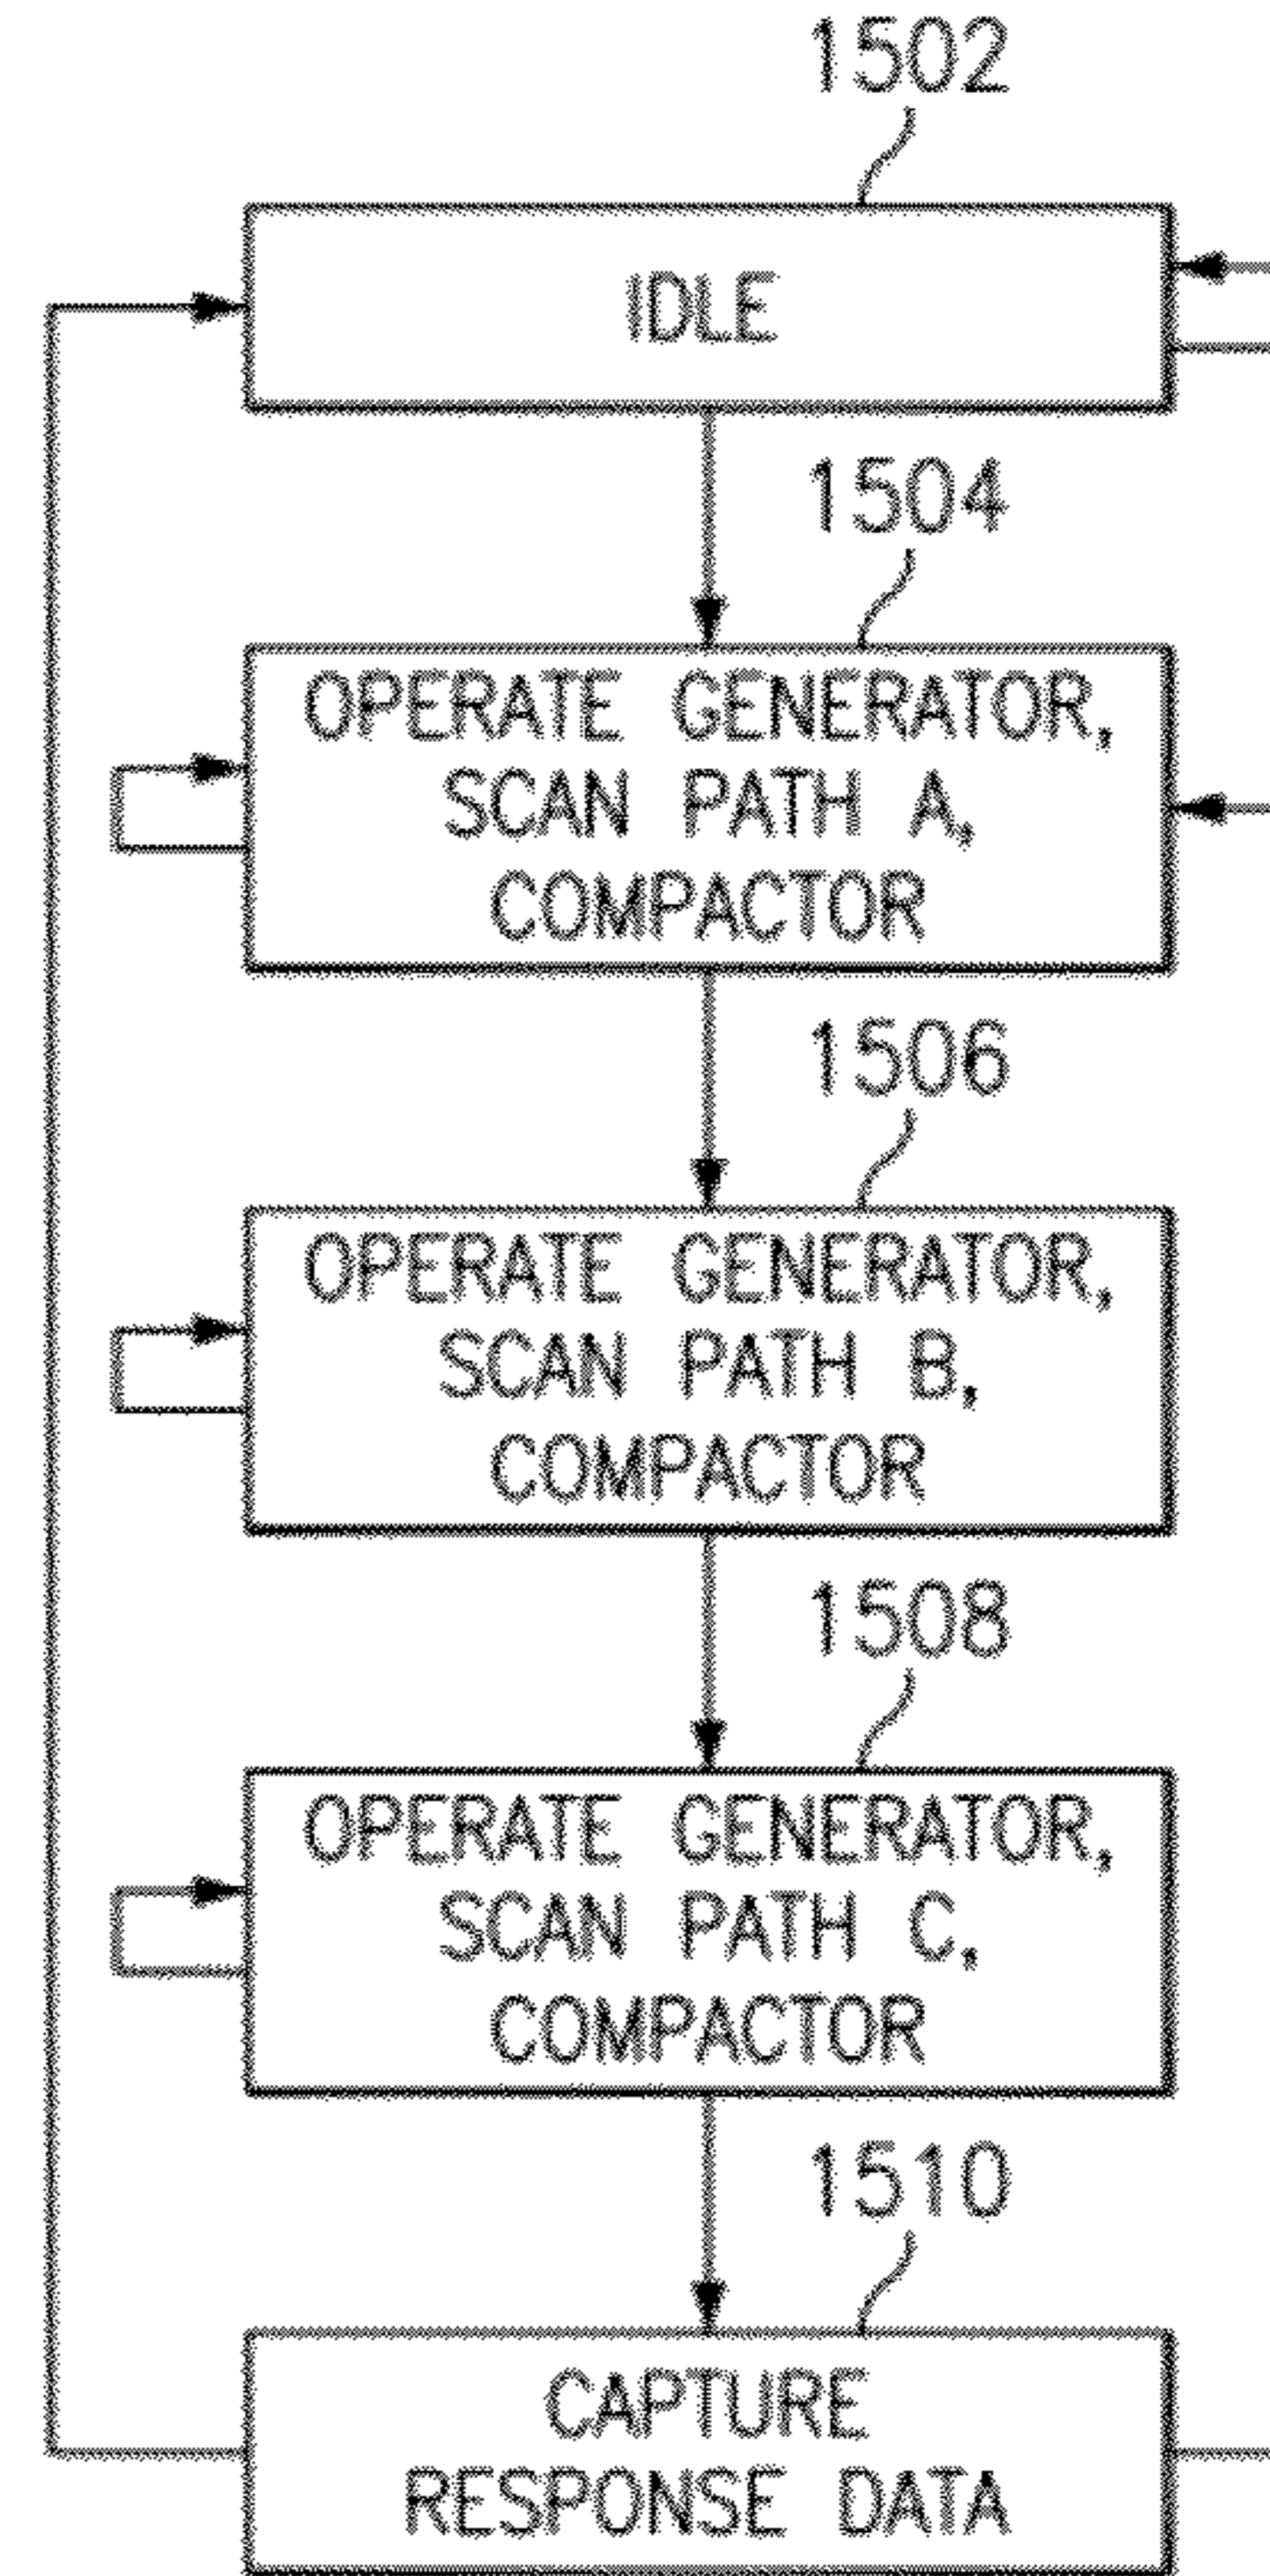 1502
IDLE
1504
OPERATE GENERATOR,
SCAN PATH A,
COMPACTOR
1506
OPERATE GENERATOR,
SCAN PATH B,
COMPACTOR
1508
OPERATE GENERATOR,
SCAN PATH C,
COMPACTOR
1510
CAPTURE
RESPONSE DATA